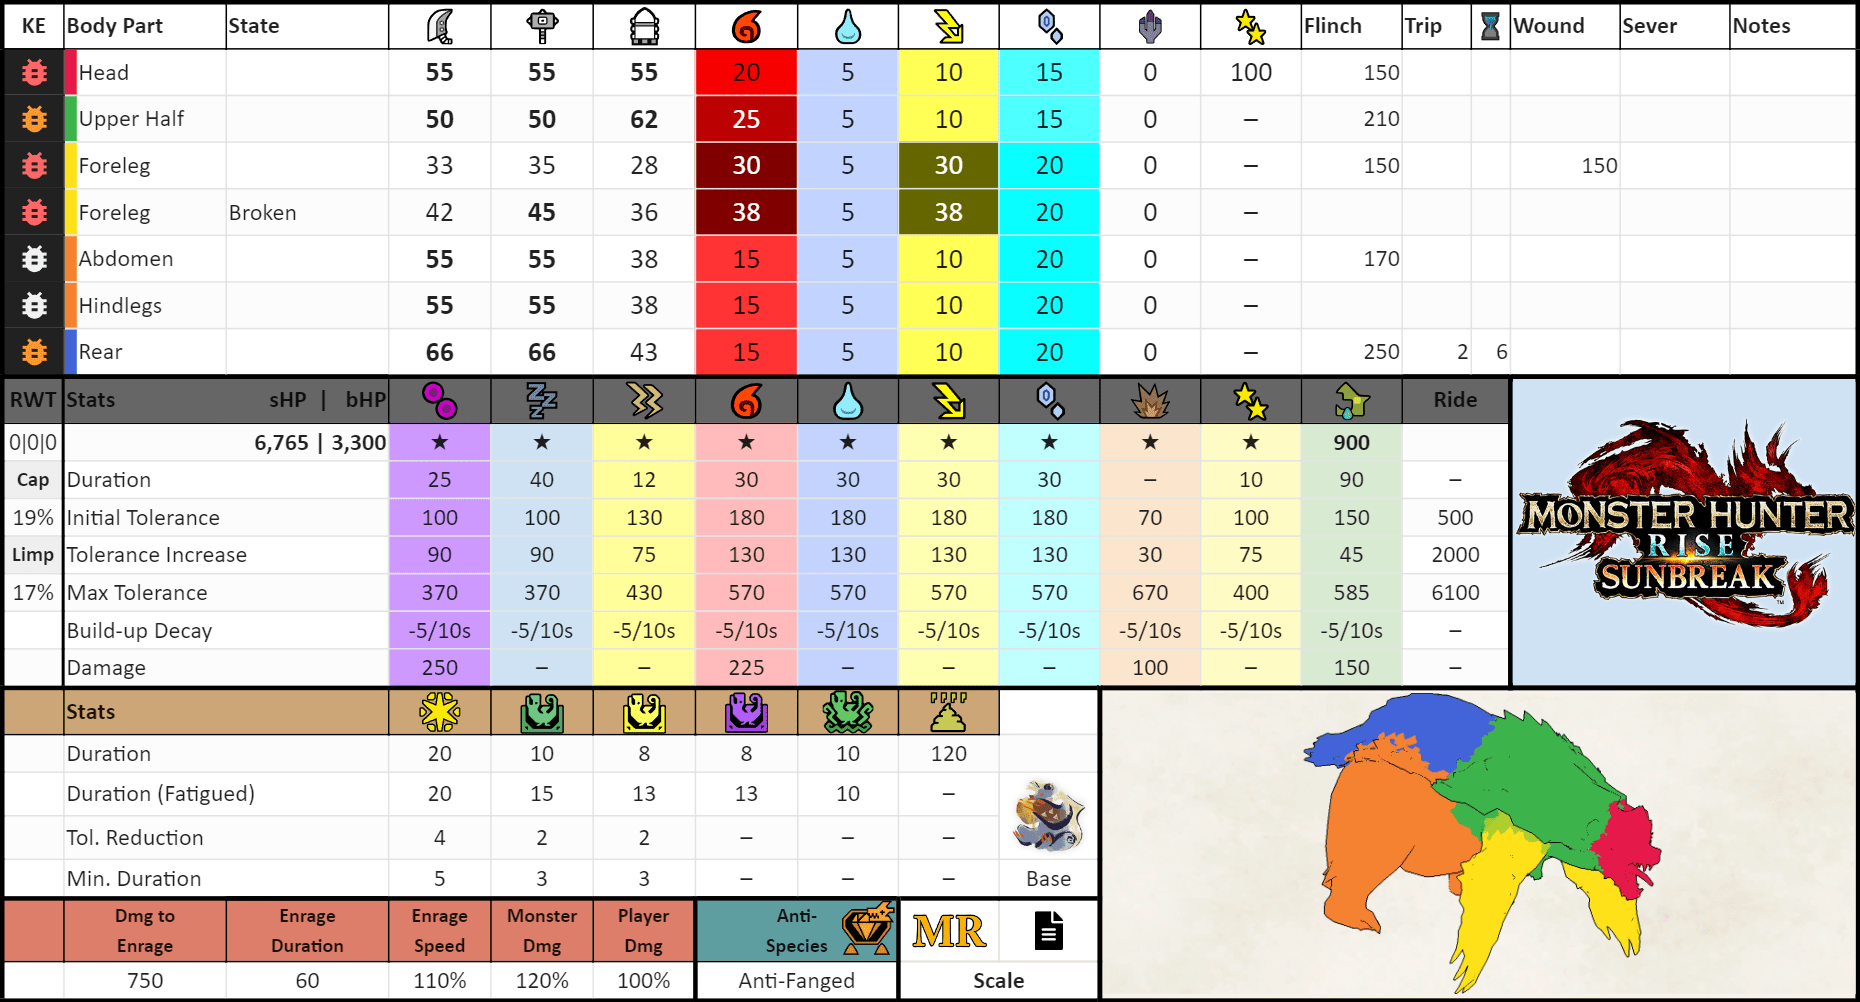 KE Body Part State Flinch Trip Wound Sever Notes
Head 55 55 55 20 5 10 15 0 100 150
Upper Half 50 50 62 25 5 10 15 0 – 210
Foreleg 33 35 28 30 5 30 20 0 – 150 150
Foreleg Broken 42 45 36 38 5 38 20 0 –
Abdomen 55 55 38 15 5 10 20 0 – 170
Hindlegs 55 55 38 15 5 10 20 0 –
Rear 66 66 43 15 5 10 20 0 – 250 2 6
RWT Stats sHP | bHP Ride
0|0|0 6,765 | 3,300 ★ ★ ★ ★ ★ ★ ★ ★ ★ 900
Cap Duration 25 40 12 30 30 30 30 – 10 90 –
19% Initial Tolerance 100 100 130 180 180 180 180 70 100 150 500
Limp Tolerance Increase 90 90 75 130 130 130 130 30 75 45 2000
17% Max Tolerance 370 370 430 570 570 570 570 670 400 585 6100
Build-up Decay -5/10s -5/10s -5/10s -5/10s -5/10s -5/10s -5/10s -5/10s -5/10s -5/10s –
Damage 250 – – 225 – – – 100 – 150 –
MONSTER HUNTER
RISE
SUNBREAK™
Stats
Duration 20 10 8 8 10 120
Duration (Fatigued) 20 15 13 13 10 –
Tol. Reduction 4 2 2 – – –
Min. Duration 5 3 3 – – – Base
Dmg to Enrage Enrage Monster Player Anti-
Enrage Duration Speed Dmg Dmg Species MR
750 60 110% 120% 100% Anti-Fanged Scale